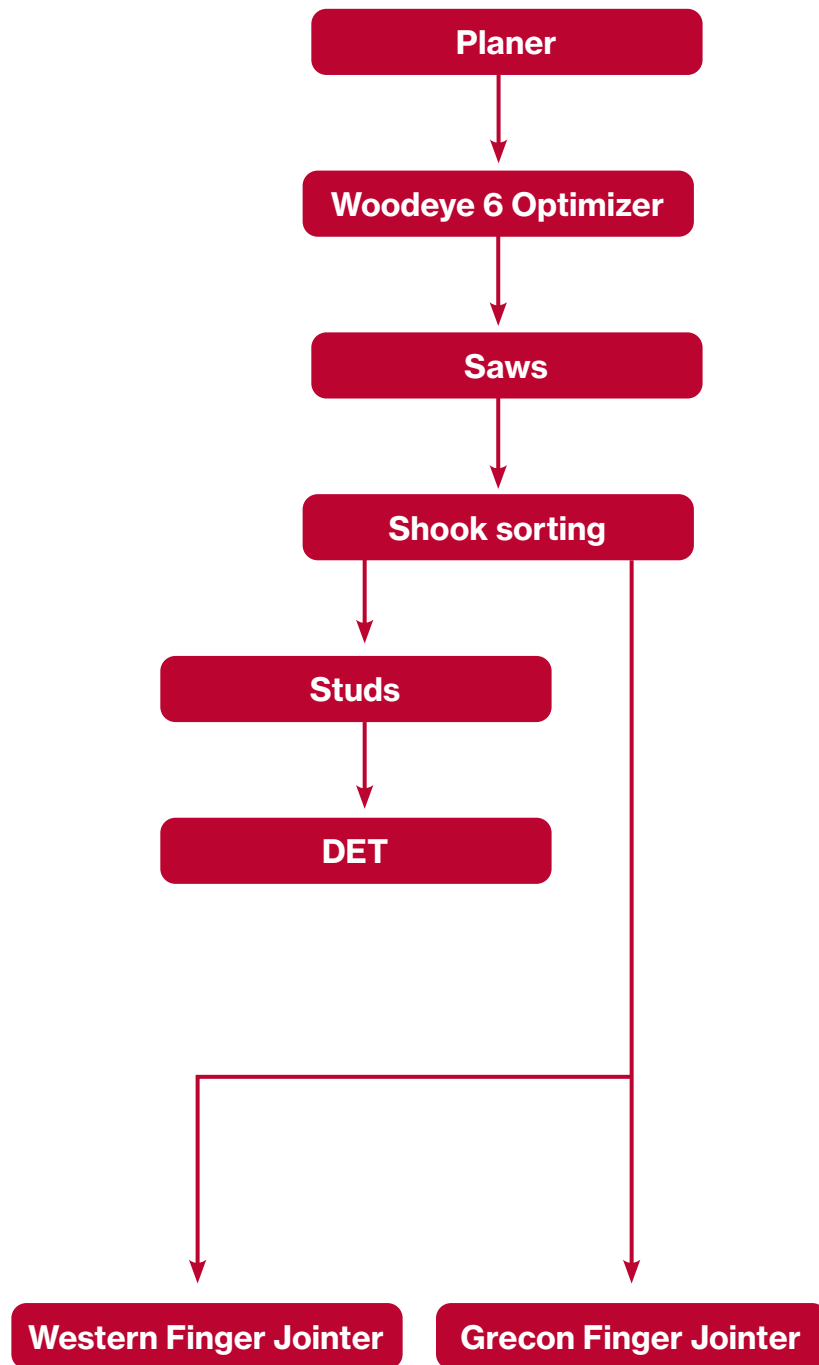 Planer
Woodeye 6 Optimizer
Saws
Shook sorting
Studs
DET
Western Finger Jointer
Grecon Finger Jointer